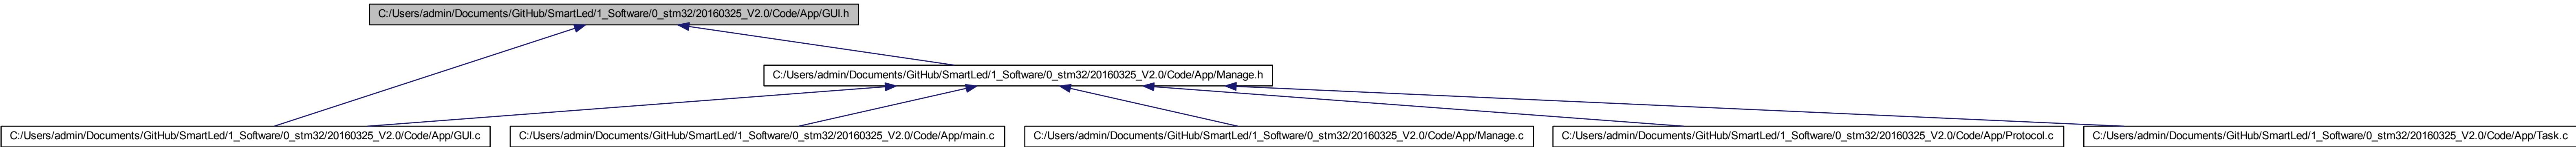 C:/Users/admin/Documents/GitHub/SmartLed/1_Software/0_stm32/20160325_V2.0/Code/App/GUI.h
C:/Users/admin/Documents/GitHub/SmartLed/1_Software/0_stm32/20160325_V2.0/Code/App/Manage.h
C:/Users/admin/Documents/GitHub/SmartLed/1_Software/0_stm32/20160325_V2.0/Code/App/GUI.c
C:/Users/admin/Documents/GitHub/SmartLed/1_Software/0_stm32/20160325_V2.0/Code/App/main.c
C:/Users/admin/Documents/GitHub/SmartLed/1_Software/0_stm32/20160325_V2.0/Code/App/Manage.c
C:/Users/admin/Documents/GitHub/SmartLed/1_Software/0_stm32/20160325_V2.0/Code/App/Protocol.c
C:/Users/admin/Documents/GitHub/SmartLed/1_Software/0_stm32/20160325_V2.0/Code/App/Task.c